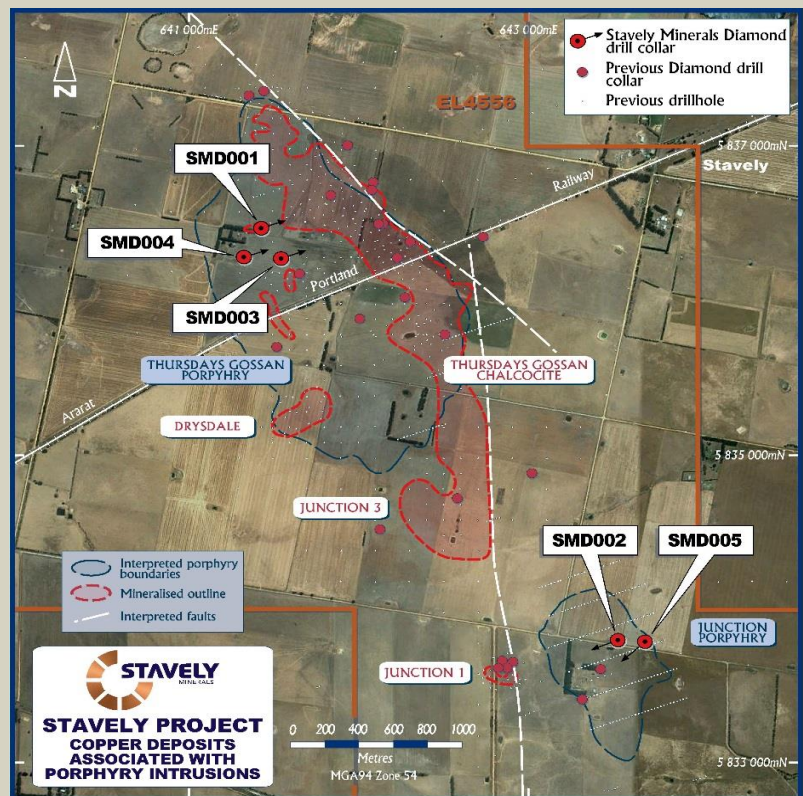 641 000mE
643 000mE
Stavely Minerals Diamond
drill collar
Previous Diamond drill
collar
Previous drillhole
N
EL4556
5 837 000mN
Stavely
SMD001
Railway
SMD004
Portland
SMD003
THURSDAYS GOSSAN
PORPYHRY
THURSDAYS GOSSAN
CHALCOCITE
Ararat
DRYSDALE
5 835 000mN
JUNCTION 3
SMD002
SMD005
Interpreted porphyry
boundaries
Mineralised outline
Interpreted faults
JUNCTION
PORPYHRY
JUNCTION 1
STAVELY
MINERALS
STAVELY PROJECT
COPPER DEPOSITS
ASSOCIATED WITH
PORPHYRY INTRUSIONS
0 200 400 600 800 1000
Metres
MGA94 Zone 54
5 833 000mN